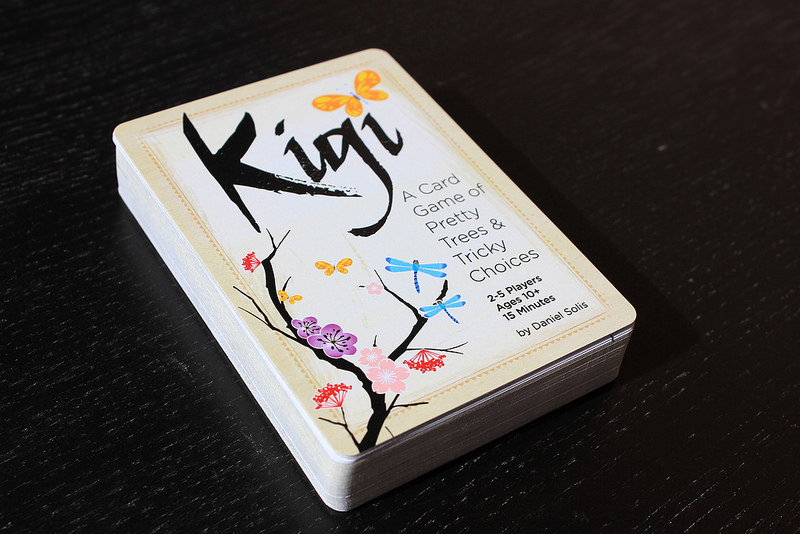 Kigi
A Card
Game of
Pretty
Trees &
Tricky
Choices
2-5 Players
Ages 10+
15 Minutes
by Daniel Solis